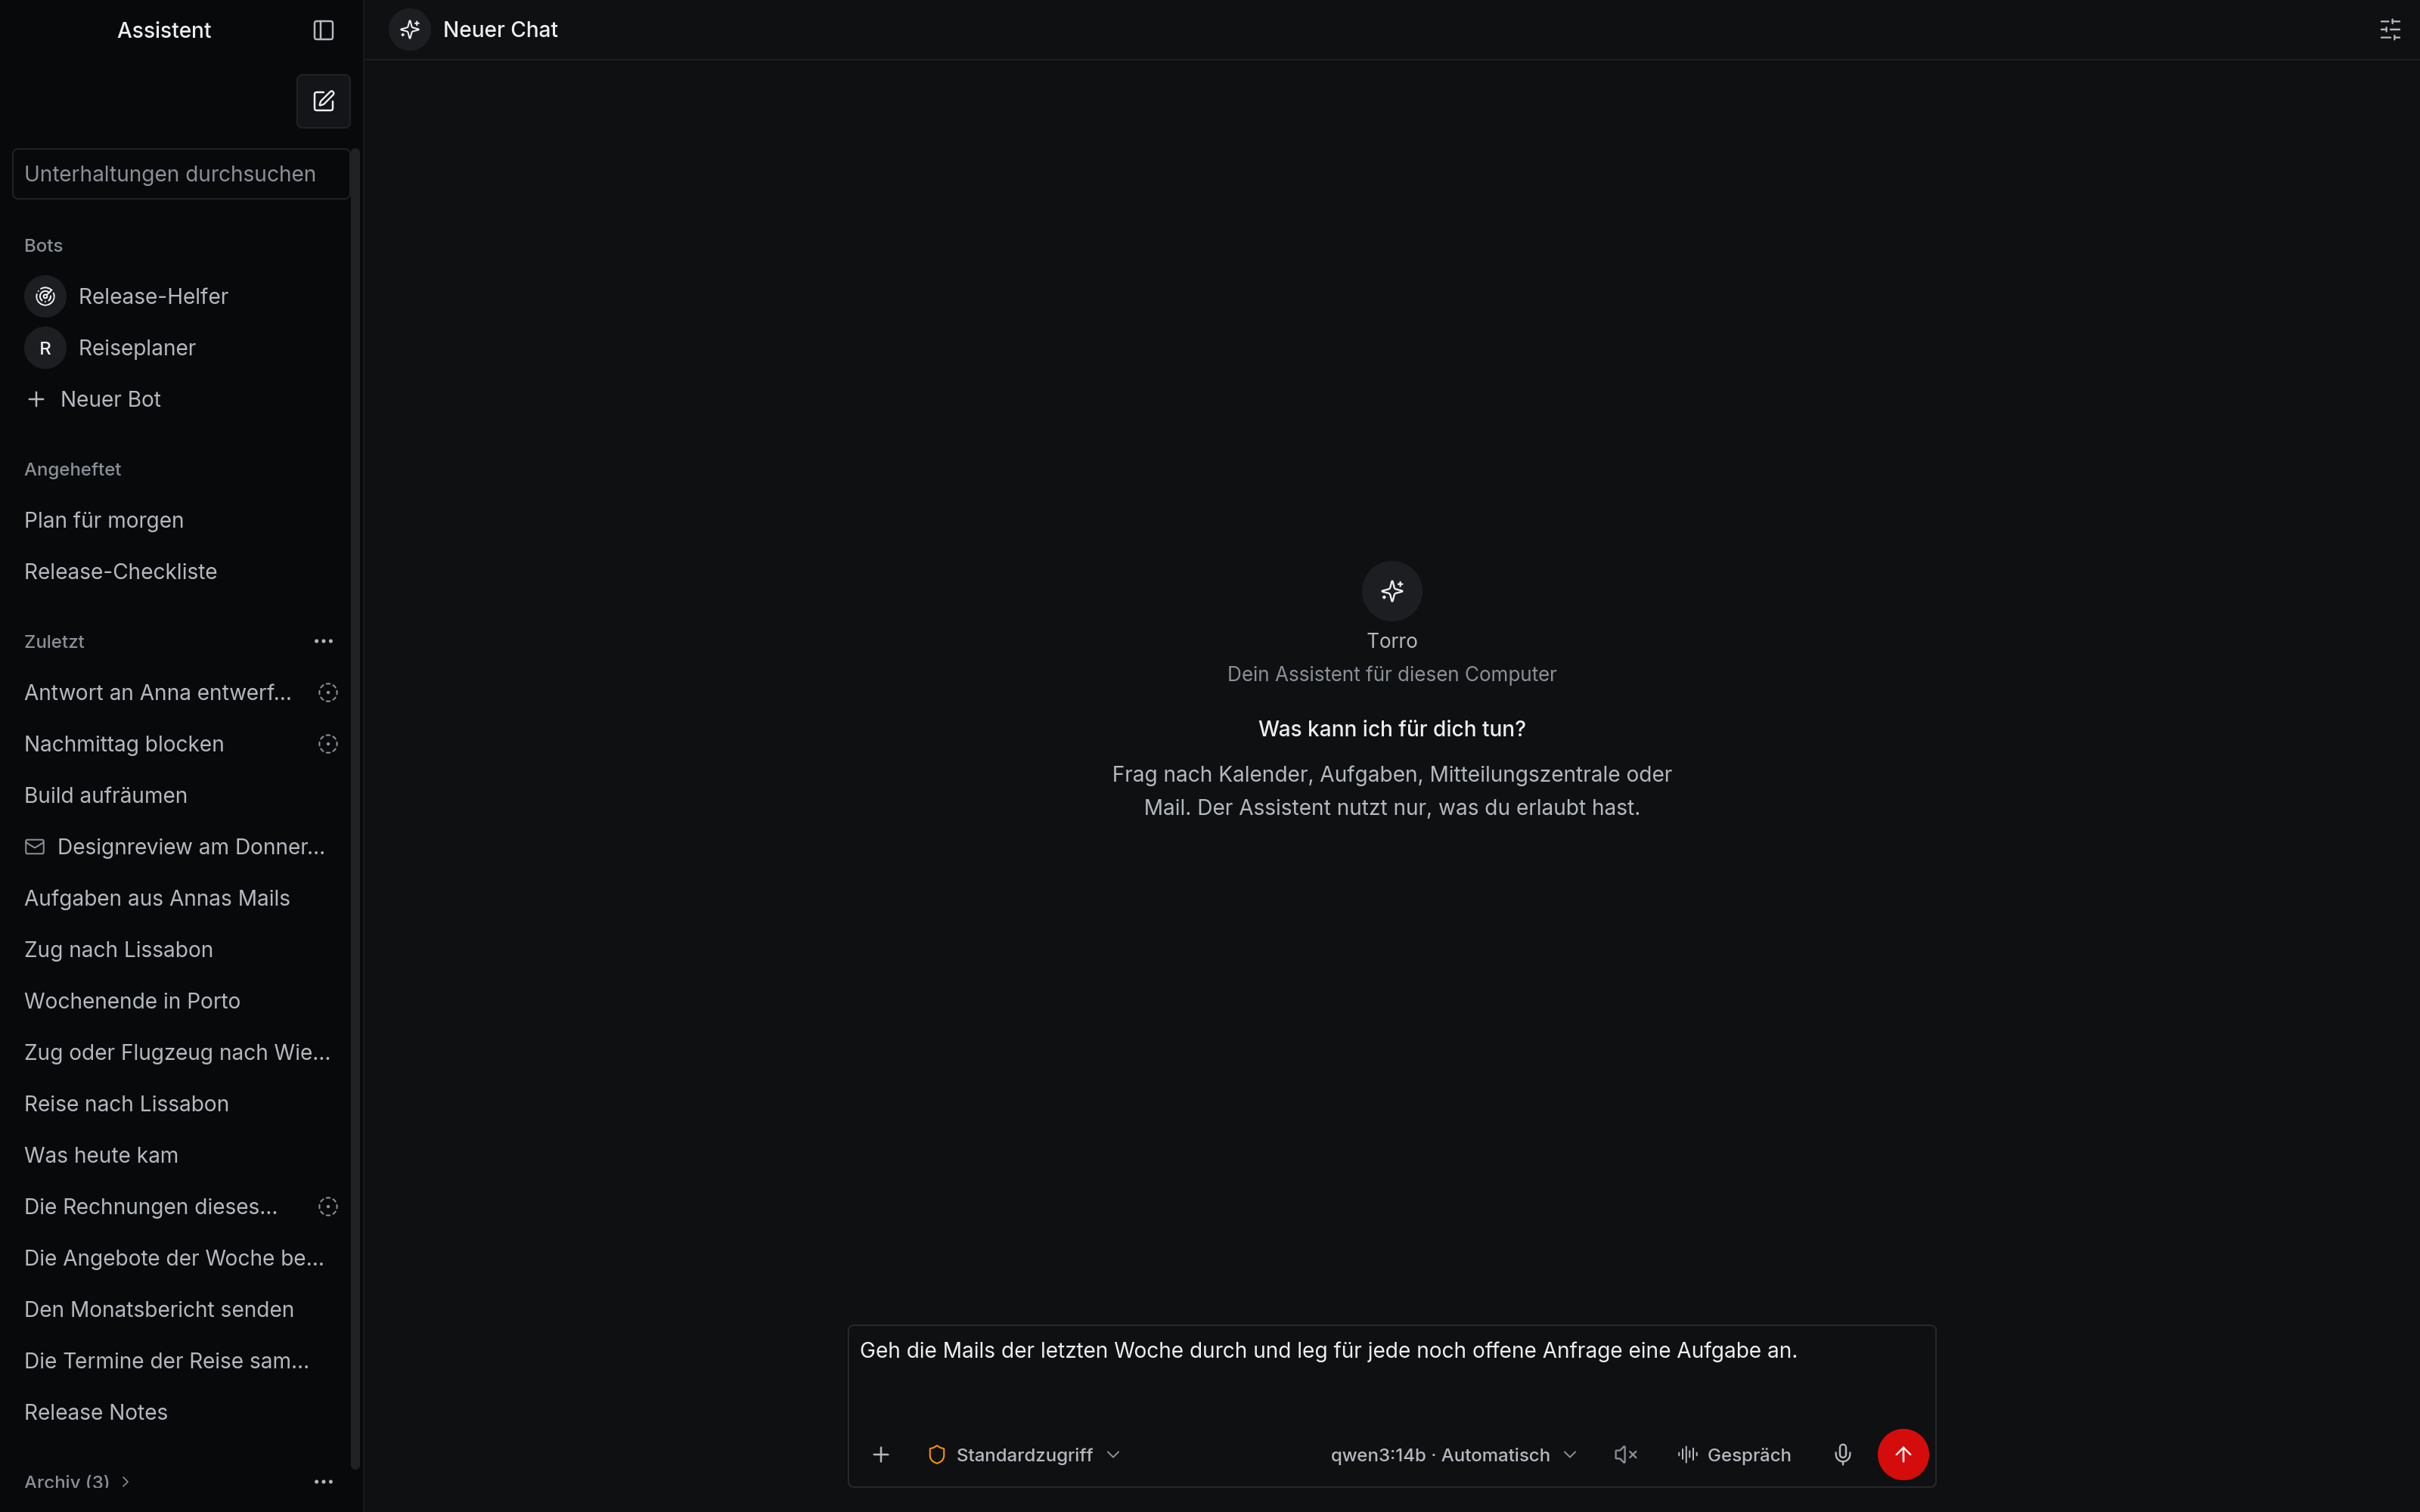 Assistent
Unterhaltungen durchsuchen
Bots
Release-Helfer
R Reiseplaner
Neuer Bot
Angeheftet
Plan für morgen
Release-Checkliste
Zuletzt
Antwort an Anna entwerf...
Nachmittag blocken
Build aufräumen
Designreview am Donner...
Aufgaben aus Annas Mails
Zug nach Lissabon
Wochenende in Porto
Zug oder Flugzeug nach Wie...
Reise nach Lissabon
Was heute kam
Die Rechnungen dieses...
Die Angebote der Woche be...
Den Monatsbericht senden
Die Termine der Reise sam...
Release Notes
Archiv (3)
Neuer Chat
Torro
Dein Assistent für diesen Computer
Was kann ich für dich tun?
Frag nach Kalender, Aufgaben, Mitteilungszentrale oder
Mail. Der Assistent nutzt nur, was du erlaubt hast.
Geh die Mails der letzten Woche durch und leg für jede noch offene Anfrage eine Aufgabe an.
Standardzugriff
qwen3:14b · Automatisch
Gespräch